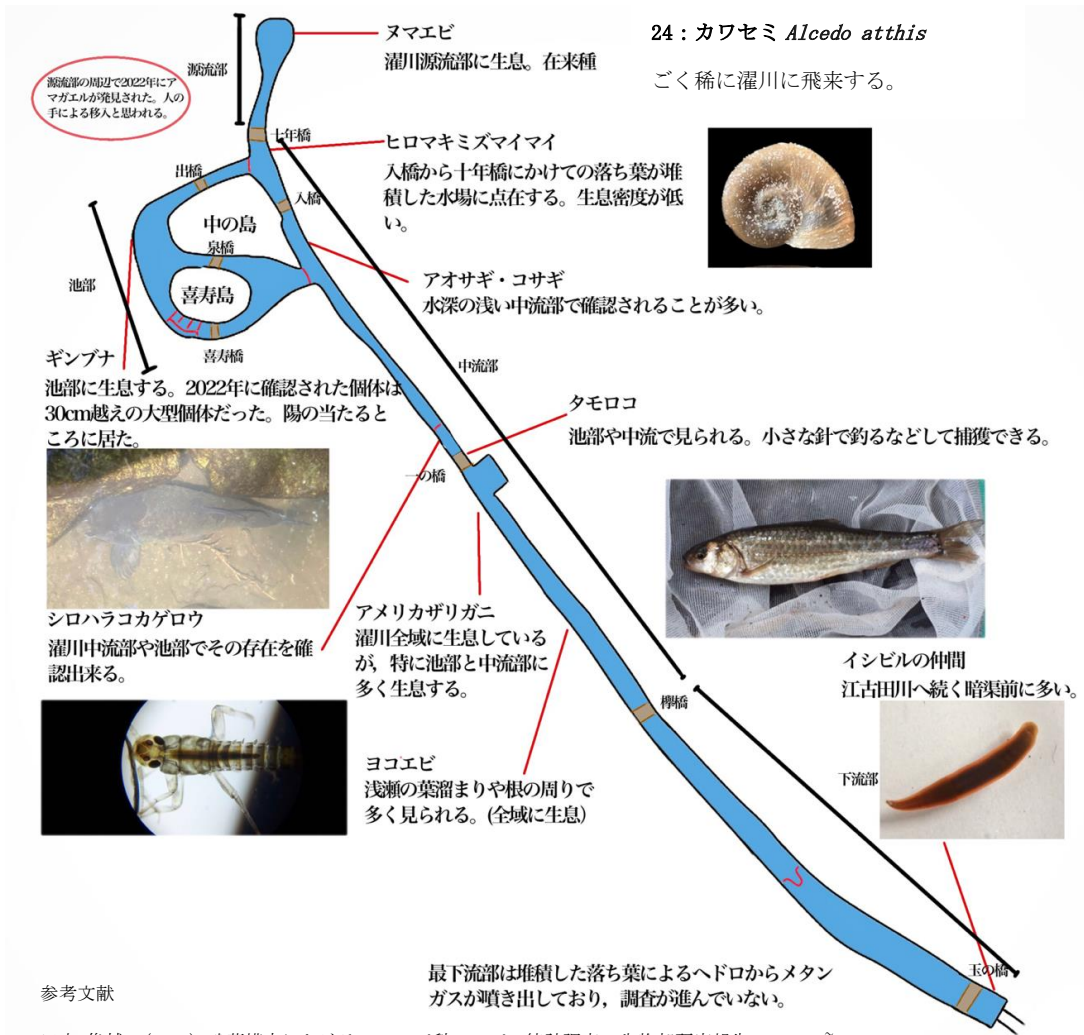 24：カワセミ Alcedo atthis
ごく稀に濯川に飛来する。
ヌマエビ
濯川源流部に生息。在来種
源流部
源流部の周辺で2022年にア
マガエルが発見された。人の
手による移入と思われる。
十年橋
ヒロマキミズマイマイ
入橋から十年橋にかけての落ち葉が堆
積した水場に点在する。生息密度が低
い。
出橋
入橋
中の島
泉橋
池部
喜寿島
喜寿橋
アオサギ・コサギ
水深の浅い中流部で確認されることが多い。
中流部
ギンブナ
池部に生息する。2022年に確認された個体は
30cm越えの大型個体だった。陽の当たると
ころに居た。
タモロコ
池部や中流で見られる。小さな針で釣るなどして捕獲できる。
一の橋
シロハラコカゲロウ
濯川中流部や池部でその存在を確
認出来る。
アメリカザリガニ
濯川全域に生息している
が，特に池部と中流部に
多く生息する。
イシビルの仲間
江古田川へ続く暗渠前に多い。
欅橋
ヨコエビ
浅瀬の葉溜まりや根の周りで
多く見られる。(全域に生息）
下流部
最下流部は堆積した落ち葉によるヘドロからメタン
ガスが噴き出しており，調査が進んでいない。
玉の橋
参考文献